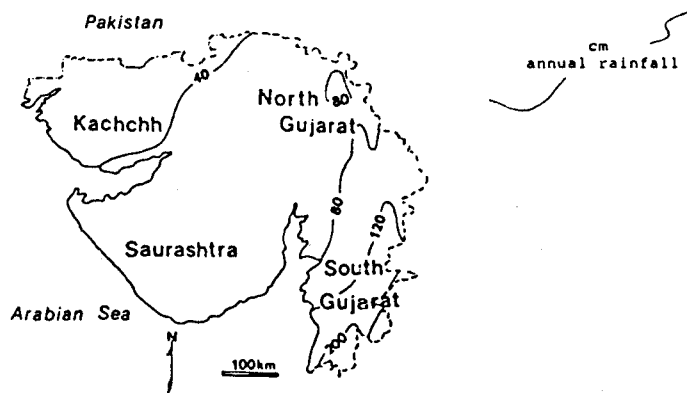 Pakistan
cm
annual rainfall
40
North
80
Kachchh
Gujarat
80
120
Saurashtra
South
Gujarat
Arabian Sea
N
200
100km